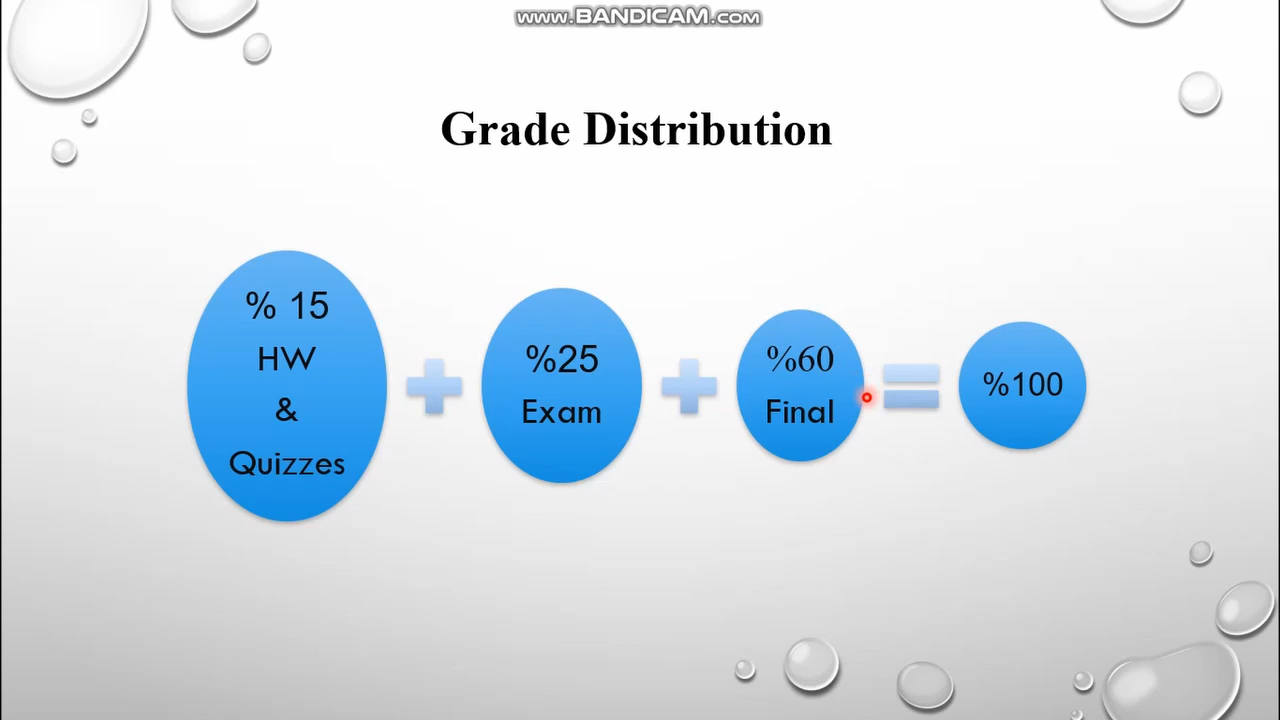 www.BANDICAM.com
Grade Distribution
% 15
HW
&
Quizzes
%25
Exam
%60
Final
%100